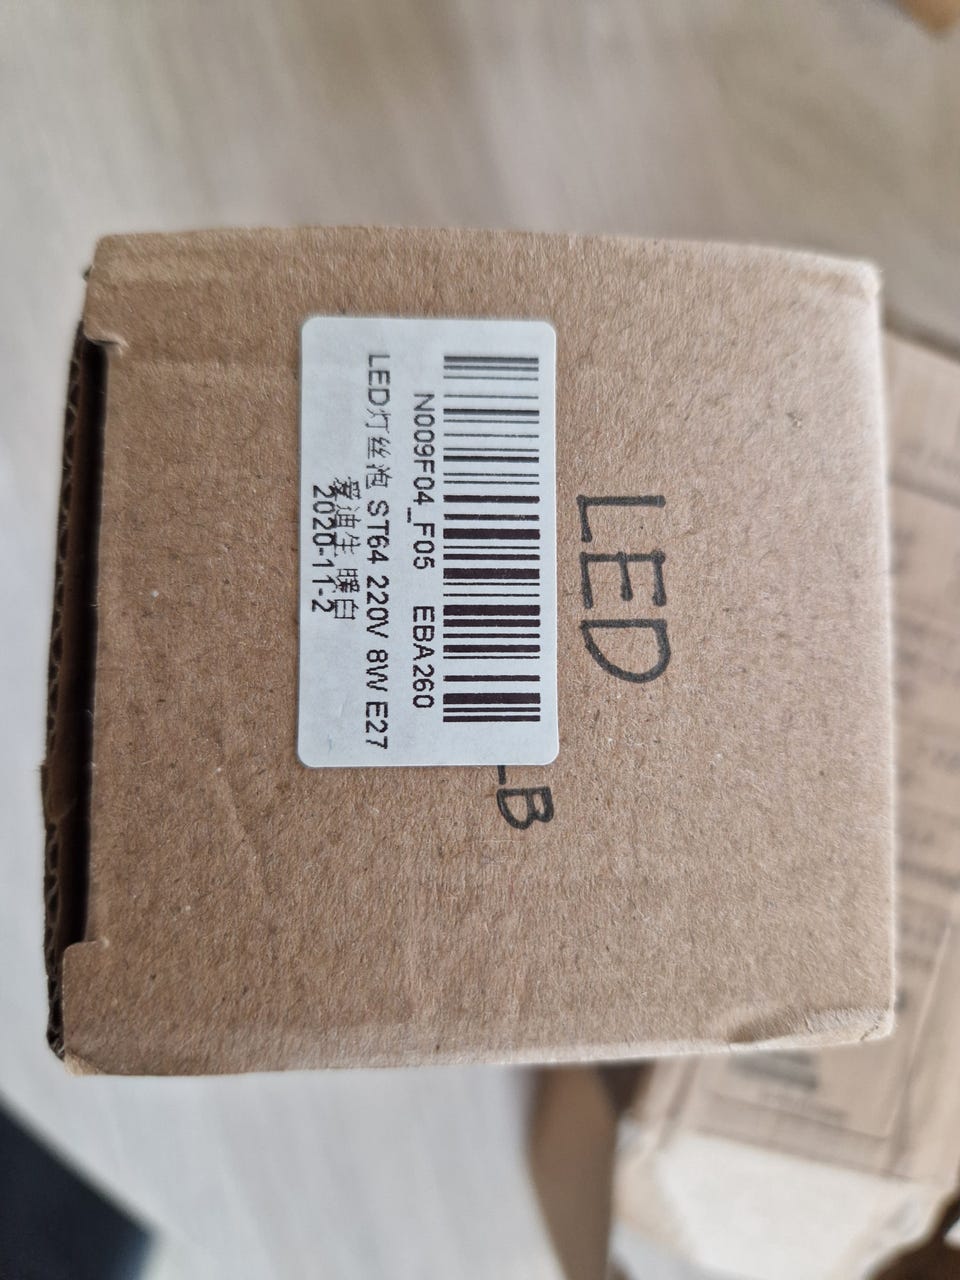 LED
LB
N009F04_F05 EBA260
LED灯丝泡 ST64 220V 8W E27
爱迪生 暖白
2020-11-2